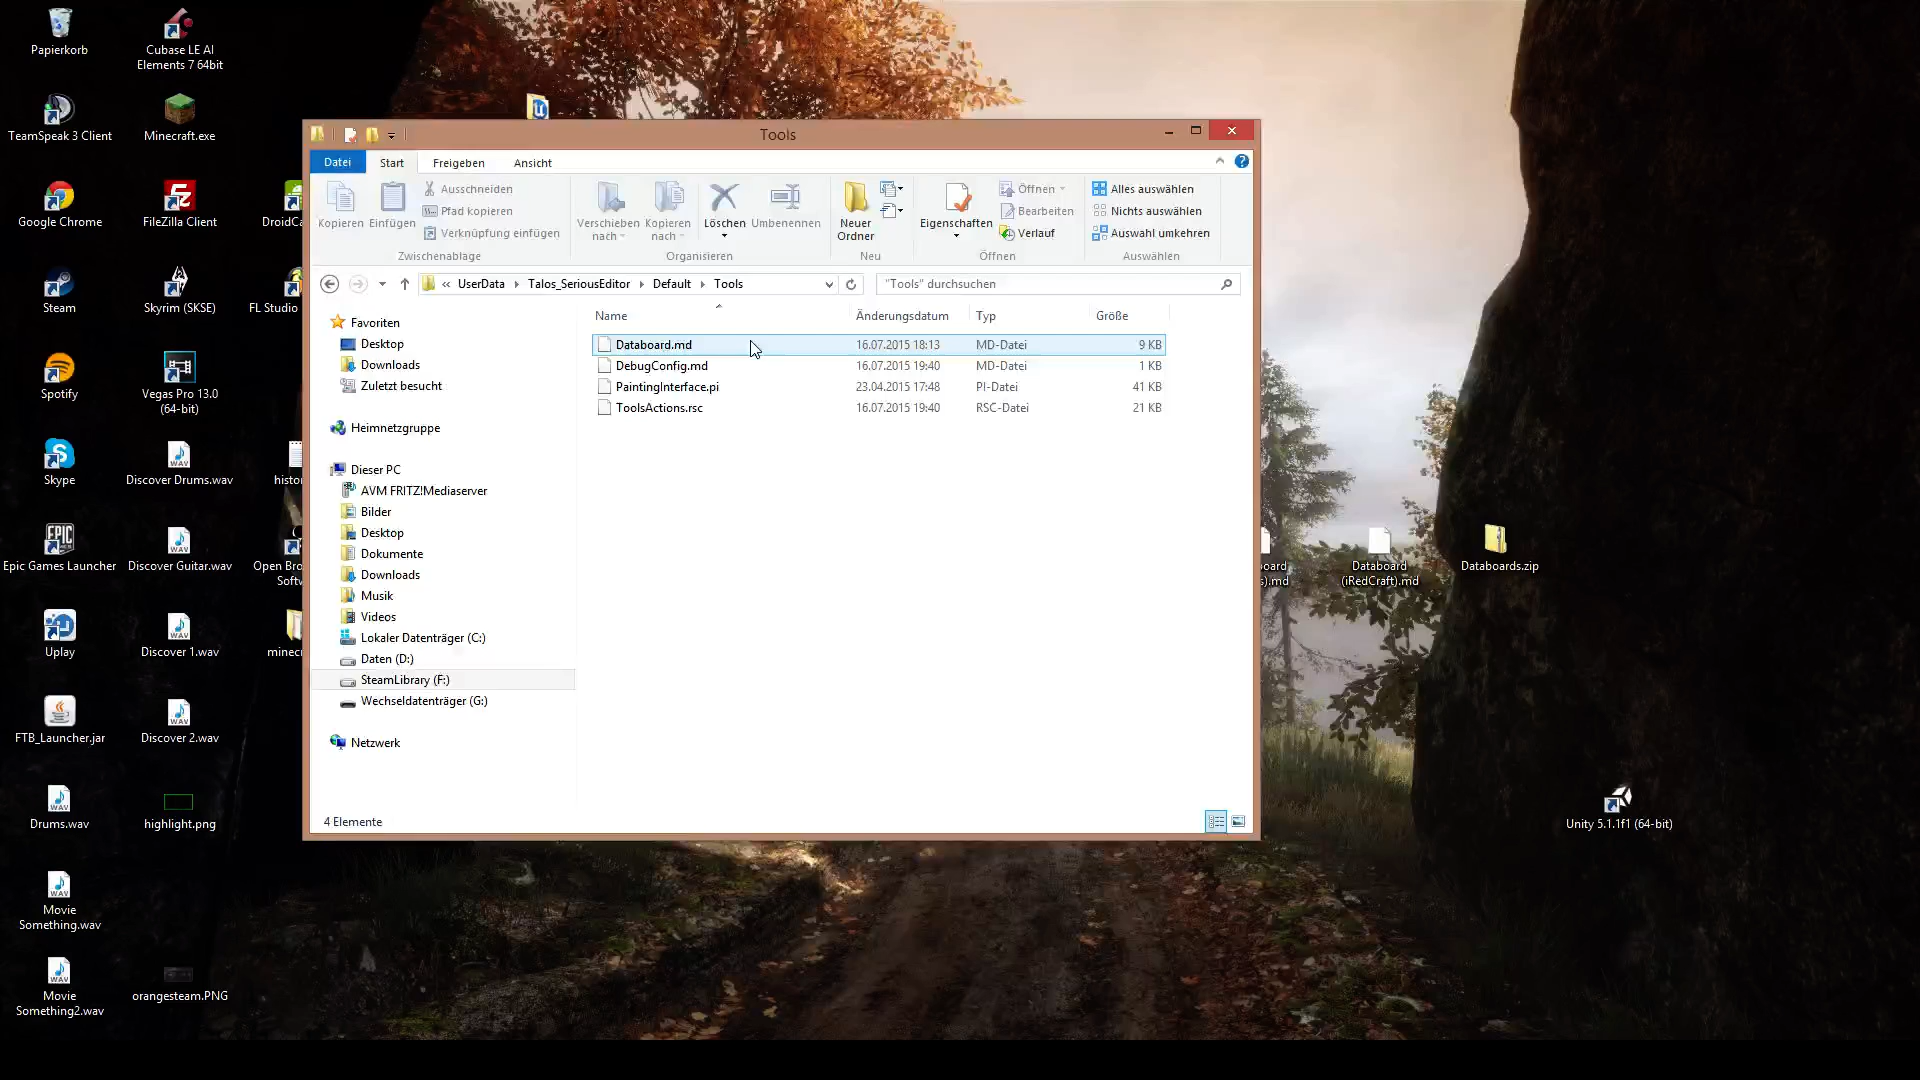 Papierkorb
Cubase LE AI
Elements 7 64bit
TeamSpeak 3 Client
Minecraft.exe
Google Chrome
FileZilla Client
DroidCa
Steam
Skyrim (SKSE)
FL Studio
Spotify
Vegas Pro 13.0
(64-bit)
Skype
Discover Drums.wav
histor
Epic Games Launcher
Discover Guitar.wav
Open Bro
Softv
Uplay
Discover 1.wav
minecr
FTB_Launcher.jar
Discover 2.wav
Drums.wav
highlight.png
Movie
Something.wav
Movie
Something2.wav
orangesteam.PNG
Tools
Datei
Start
Freigeben
Ansicht
Kopieren
Einfügen
Ausschneiden
Pfad kopieren
Verknüpfung einfügen
Zwischenablage
Verschieben
nach
Kopieren
nach
Löschen
Umbenennen
Organisieren
Neuer
Ordner
Neu
Eigenschaften
Öffnen
Bearbeiten
Verlauf
Öffnen
Alles auswählen
Nichts auswählen
Auswahl umkehren
Auswählen
« UserData Talos_SeriousEditor Default Tools
"Tools" durchsuchen
Favoriten
Desktop
Downloads
Zuletzt besucht
Heimnetzgruppe
Dieser PC
AVM FRITZ!Mediaserver
Bilder
Desktop
Dokumente
Downloads
Musik
Videos
Lokaler Datenträger (C:)
Daten (D:)
SteamLibrary (F:)
Wechseldatenträger (G:)
Netzwerk
Name Änderungsdatum Typ Größe
Databoard.md 16.07.2015 18:13 MD-Datei 9 KB
DebugConfig.md 16.07.2015 19:40 MD-Datei 1 KB
PaintingInterface.pi 23.04.2015 17:48 PI-Datei 41 KB
ToolsActions.rsc 16.07.2015 19:40 RSC-Datei 21 KB
4 Elemente
oard
s).md
Databoard
(iRedCraft).md
Databoards.zip
Unity 5.1.1f1 (64-bit)